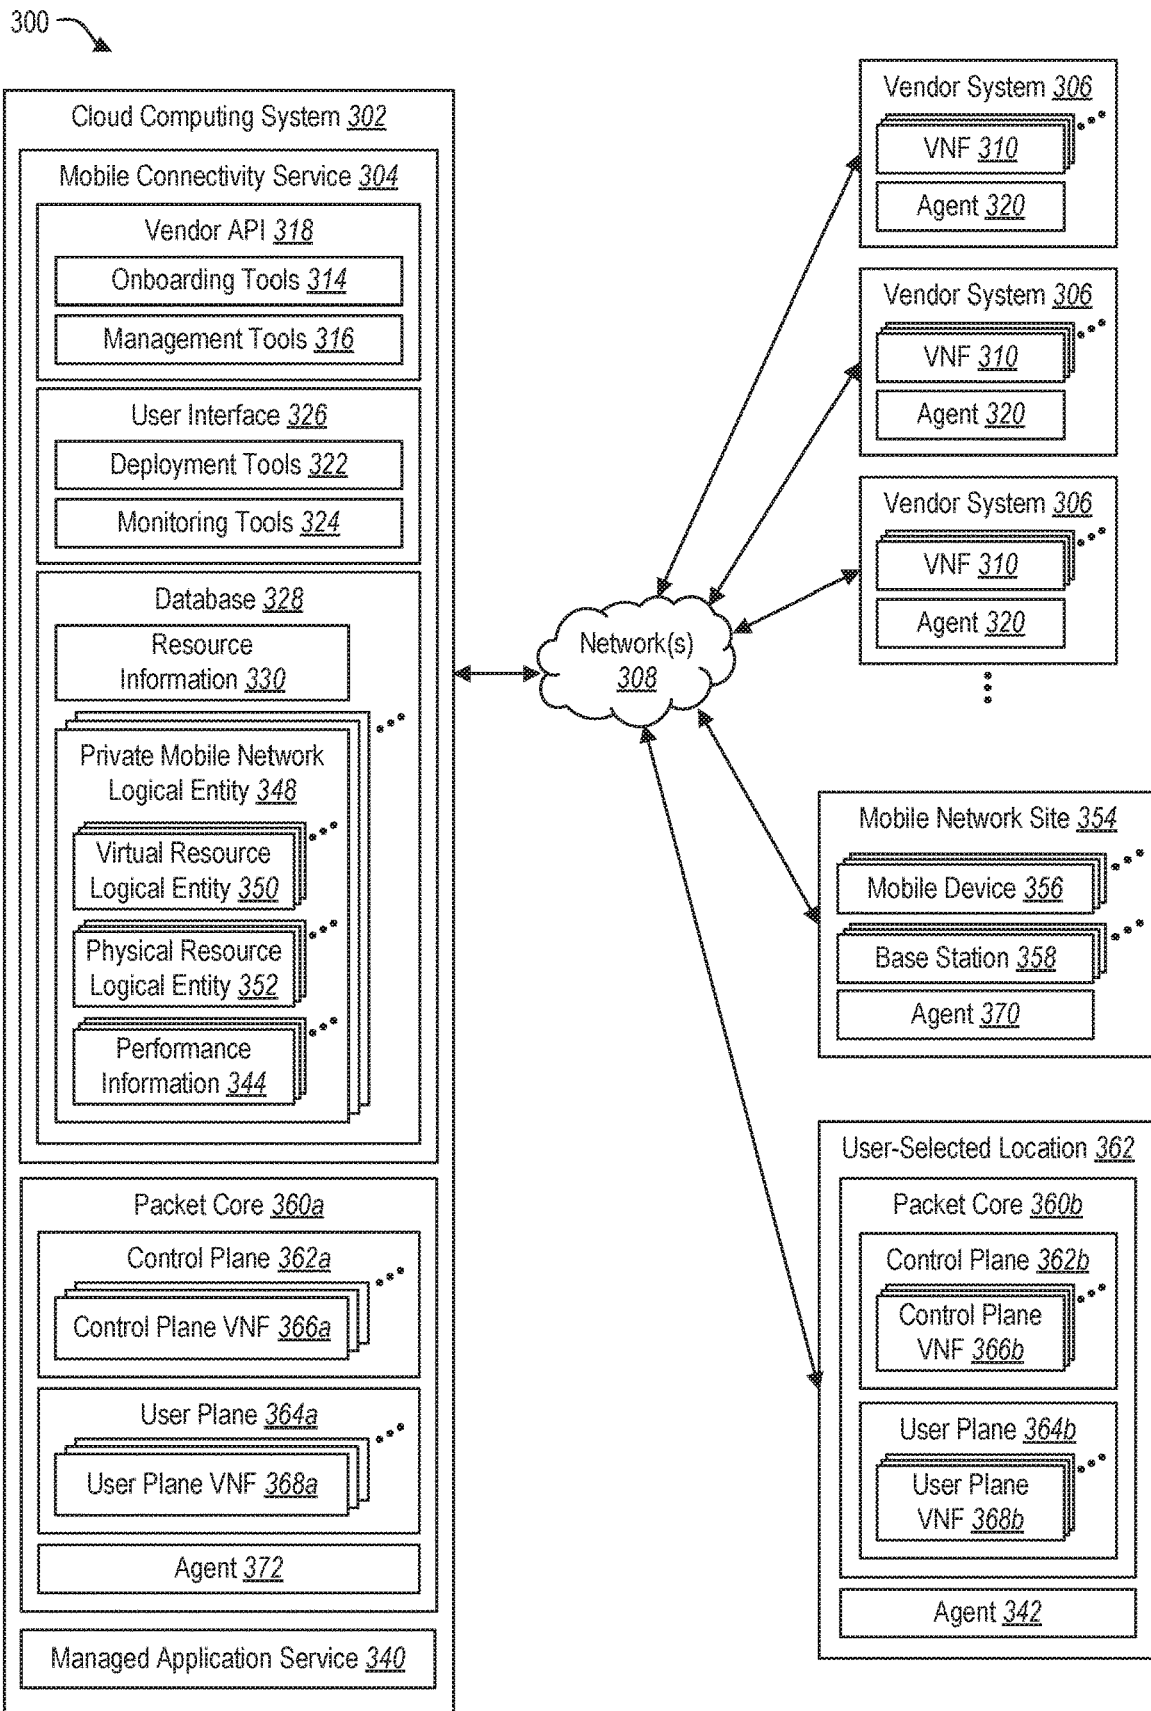 300
Cloud Computing System 302
Mobile Connectivity Service 304
Vendor API 318
Onboarding Tools 314
Management Tools 316
User Interface 326
Deployment Tools 322
Monitoring Tools 324
Database 328
Resource
Information 330
Private Mobile Network
Logical Entity 348
Virtual Resource
Logical Entity 350
Physical Resource
Logical Entity 352
Performance
Information 344
Packet Core 360a
Control Plane 362a
Control Plane VNF 366a
User Plane 364a
User Plane VNF 368a
Agent 372
Managed Application Service 340
Network(s)
308
Vendor System 306
VNF 310
Agent 320
Vendor System 306
VNF 310
Agent 320
Vendor System 306
VNF 310
Agent 320
Mobile Network Site 354
Mobile Device 356
Base Station 358
Agent 370
User-Selected Location 362
Packet Core 360b
Control Plane 362b
Control Plane
VNF 366b
User Plane 364b
User Plane
VNF 368b
Agent 342